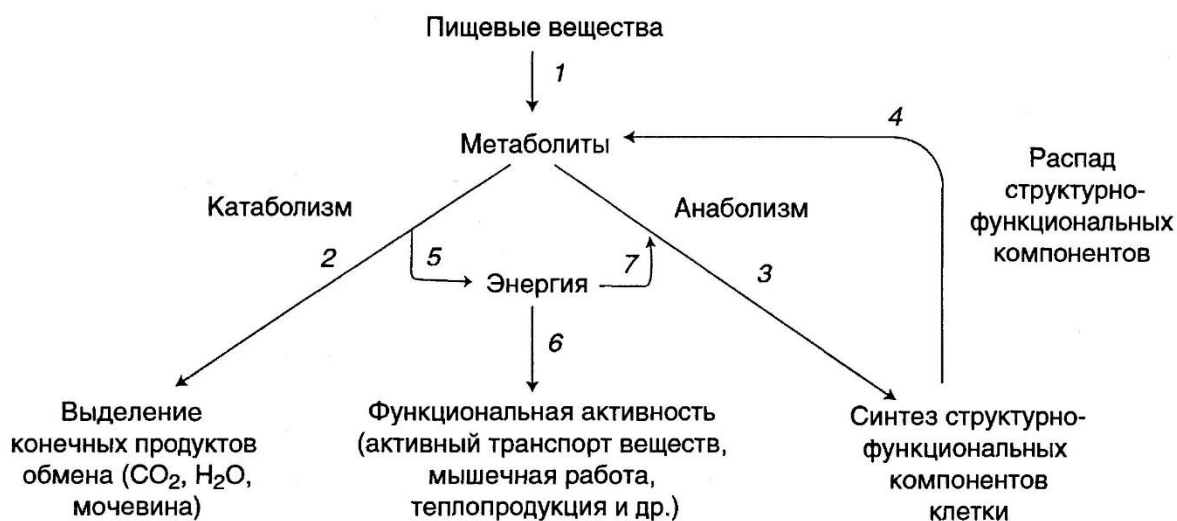 Пищевые вещества
1
Метаболиты
4
Распад
структурно-
функциональных
компонентов
Катаболизм
Анаболизм
2
5
Энергия
7
3
6
Выделение
конечных продуктов
обмена (CO₂, H₂O,
мочевина)
Функциональная активность
(активный транспорт веществ,
мышечная работа,
теплопродукция и др.)
Синтез структурно-
функциональных
компонентов
клетки